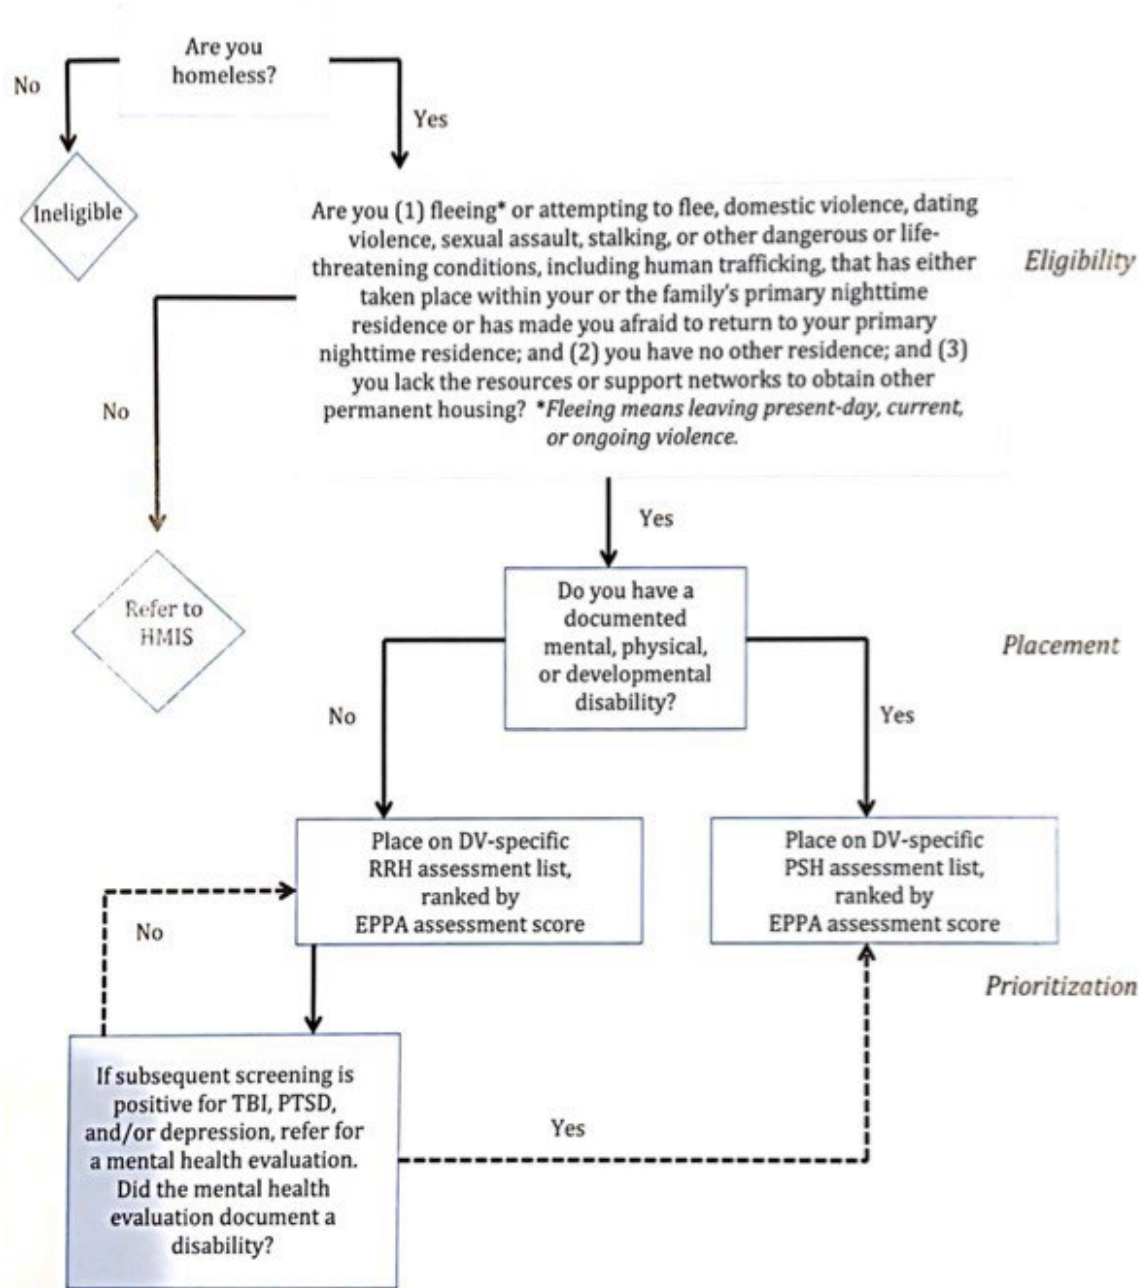 Are you
homeless?
No
Yes
Ineligible
Are you (1) fleeing* or attempting to flee, domestic violence, dating
violence, sexual assault, stalking, or other dangerous or life-
threatening conditions, including human trafficking, that has either
taken place within your or the family's primary nighttime
residence or has made you afraid to return to your primary
nighttime residence; and (2) you have no other residence; and (3)
you lack the resources or support networks to obtain other
permanent housing? *Fleeing means leaving present-day, current,
or ongoing violence.
Eligibility
No
Yes
Refer to
HMIS
Do you have a
documented
mental, physical,
or developmental
disability?
Placement
No
Yes
Place on DV-specific
RRH assessment list,
ranked by
EPPA assessment score
Place on DV-specific
PSH assessment list,
ranked by
EPPA assessment score
No
Prioritization
If subsequent screening is
positive for TBI, PTSD,
and/or depression, refer for
a mental health evaluation.
Did the mental health
evaluation document a
disability?
Yes